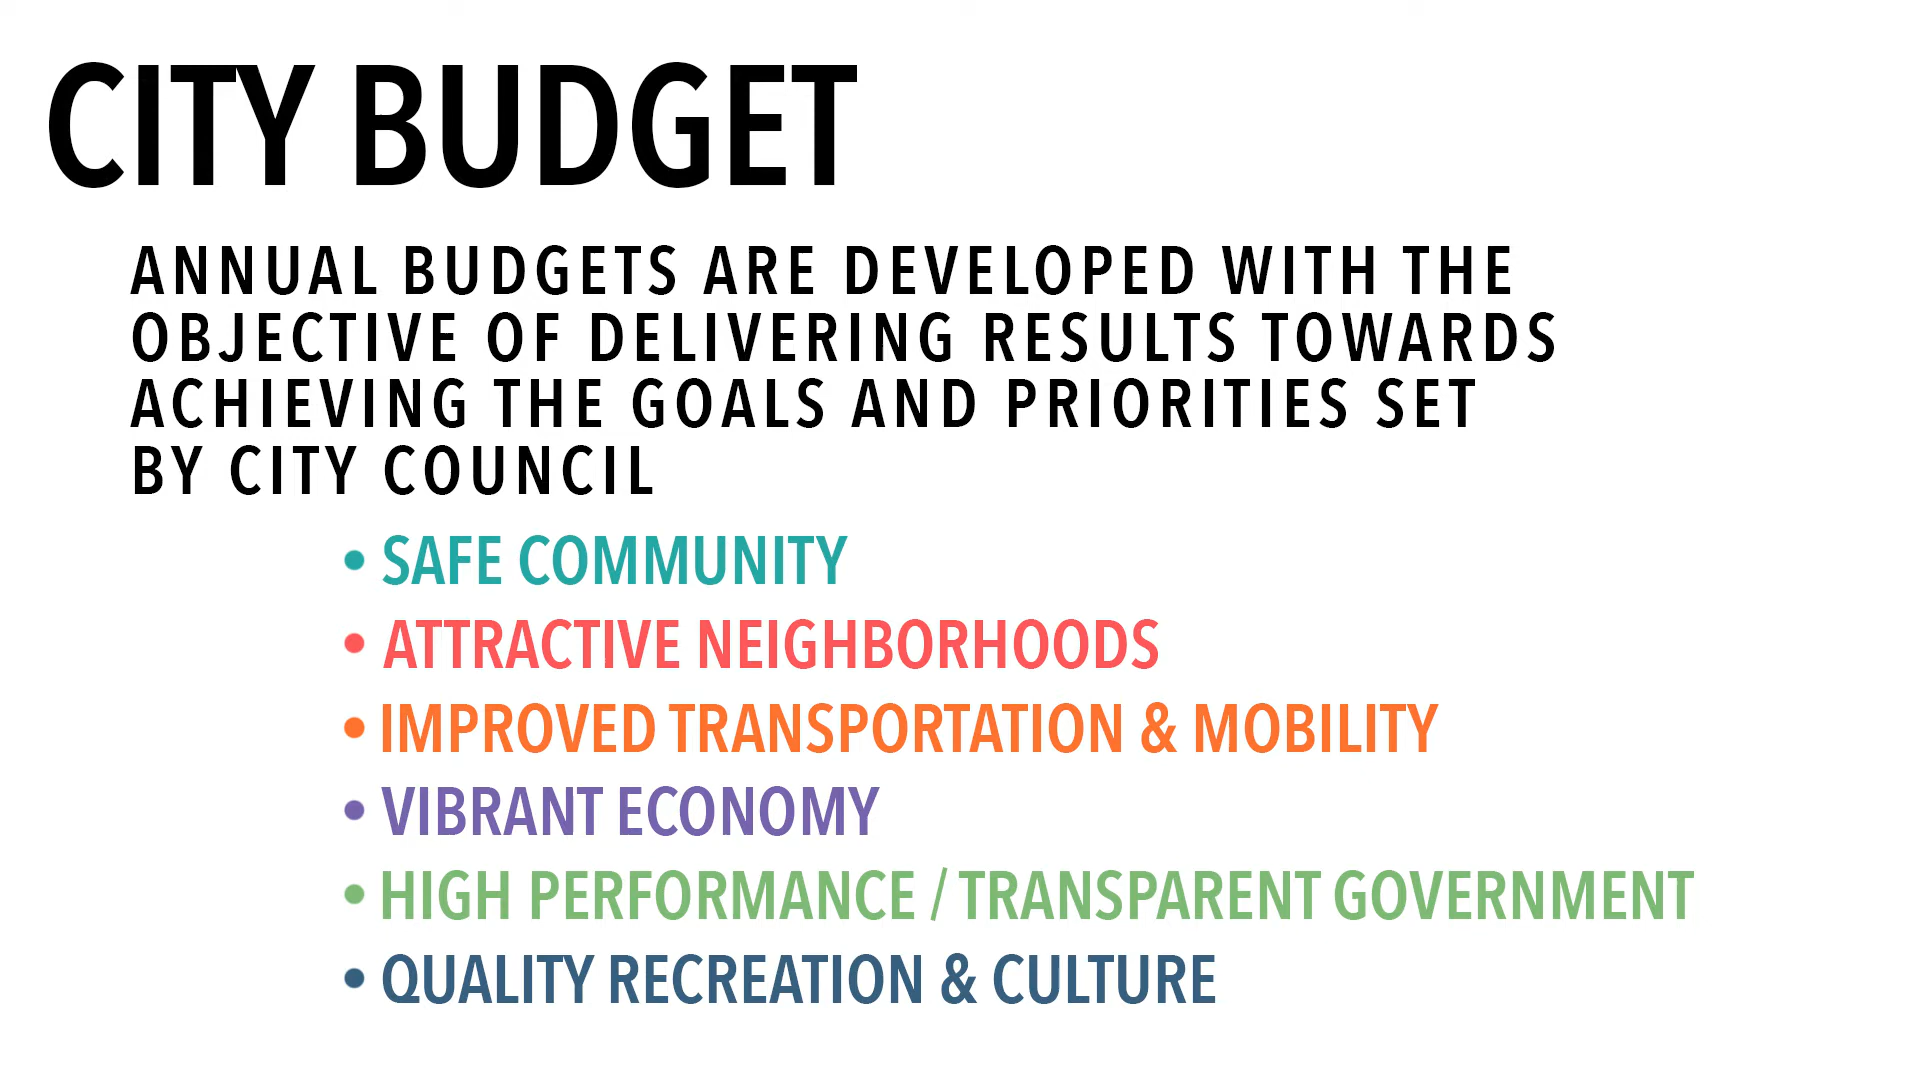 CITY BUDGET
ANNUAL BUDGETS ARE DEVELOPED WITH THE
OBJECTIVE OF DELIVERING RESULTS TOWARDS
ACHIEVING THE GOALS AND PRIORITIES SET
BY CITY COUNCIL
• SAFE COMMUNITY
• ATTRACTIVE NEIGHBORHOODS
• IMPROVED TRANSPORTATION & MOBILITY
• VIBRANT ECONOMY
• HIGH PERFORMANCE / TRANSPARENT GOVERNMENT
• QUALITY RECREATION & CULTURE